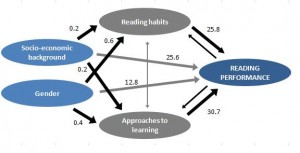 0.2
Reading habits
25.8
Socio-economic
background
0.6
25.6
0.2
READING
PERFORMANCE
Gender
12.8
0.4
Approaches to
learning
30.7